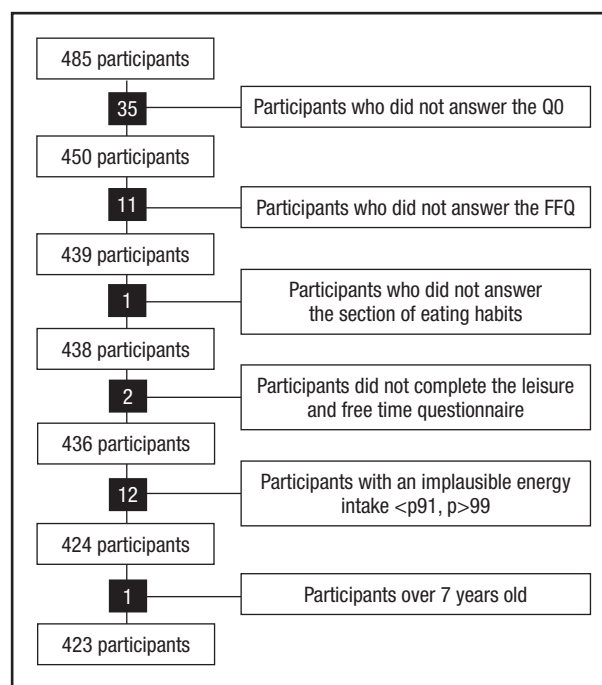 485 participants
35
Participants who did not answer the Q0
450 participants
11
Participants who did not answer the FFQ
439 participants
1
Participants who did not answer
the section of eating habits
438 participants
2
Participants did not complete the leisure
and free time questionnaire
436 participants
12
Participants with an implausible energy
intake <p91, p>99
424 participants
1
Participants over 7 years old
423 participants